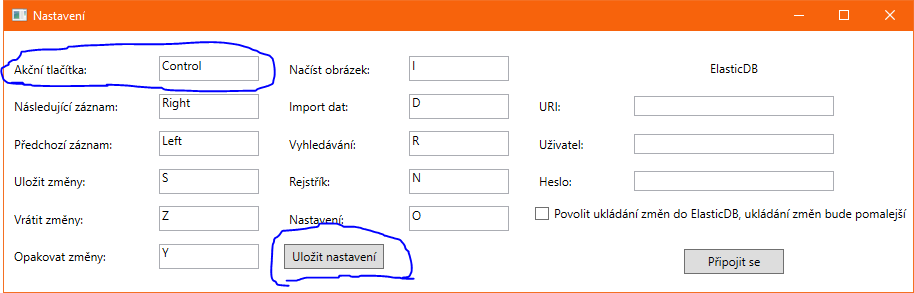 Nastavení
Akční tlačítka: Control Načíst obrázek: I ElasticDB
Následující záznam: Right Import dat: D URI:
Předchozí záznam: Left Vyhledávání: R Uživatel:
Uložit změny: S Rejstřík: N Heslo:
Vrátit změny: Z Nastavení: O Povolit ukládání změn do ElasticDB, ukládání změn bude pomalejší
Opakovat změny: Y Uložit nastavení Připojit se